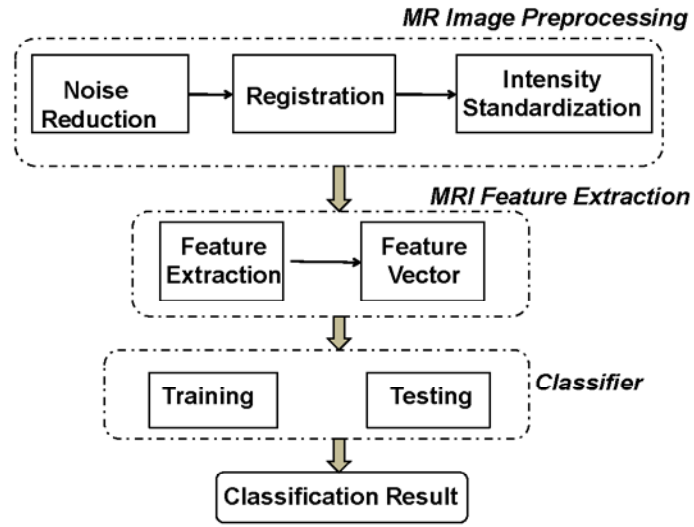 MR Image Preprocessing
Noise
Reduction
Registration
Intensity
Standardization
MRI Feature Extraction
Feature
Extraction
Feature
Vector
Classifier
Training
Testing
Classification Result